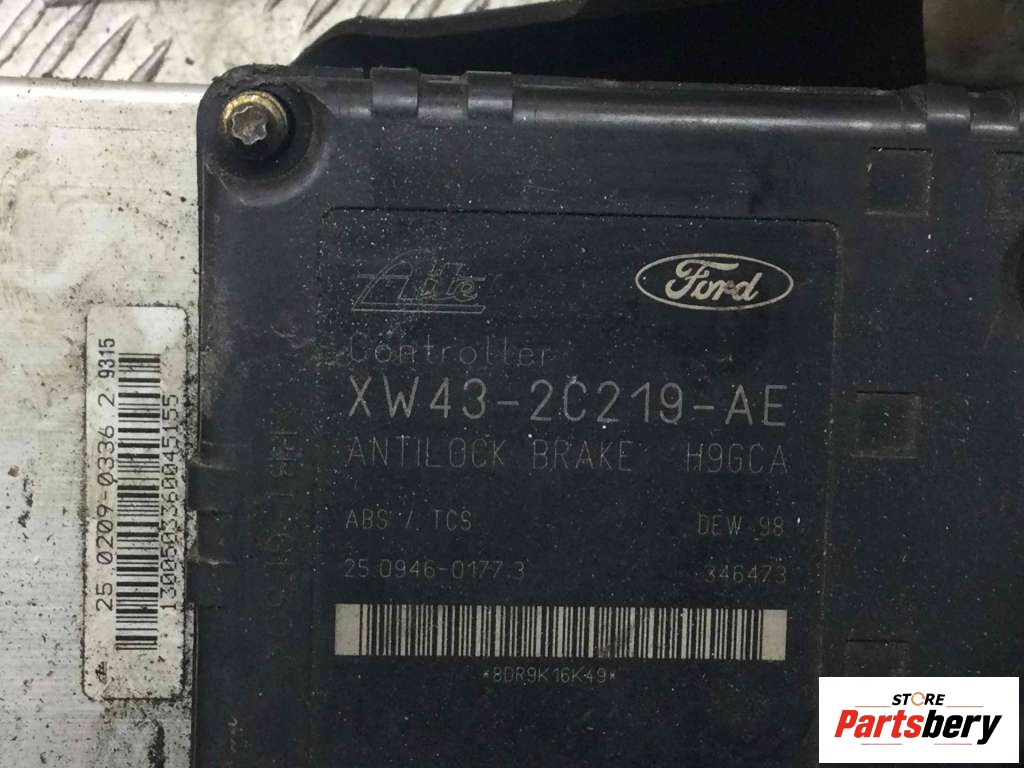 Ate
Ford
Controller
XW43-2C219-AE
ANTILOCK BRAKE H9GCA
ABS / TCS DEW 98
25.0946-0177.3 346473
*8DR9K16K49*
25.0209-0336.2 9315
1300503360045155
STORE
Partsbery